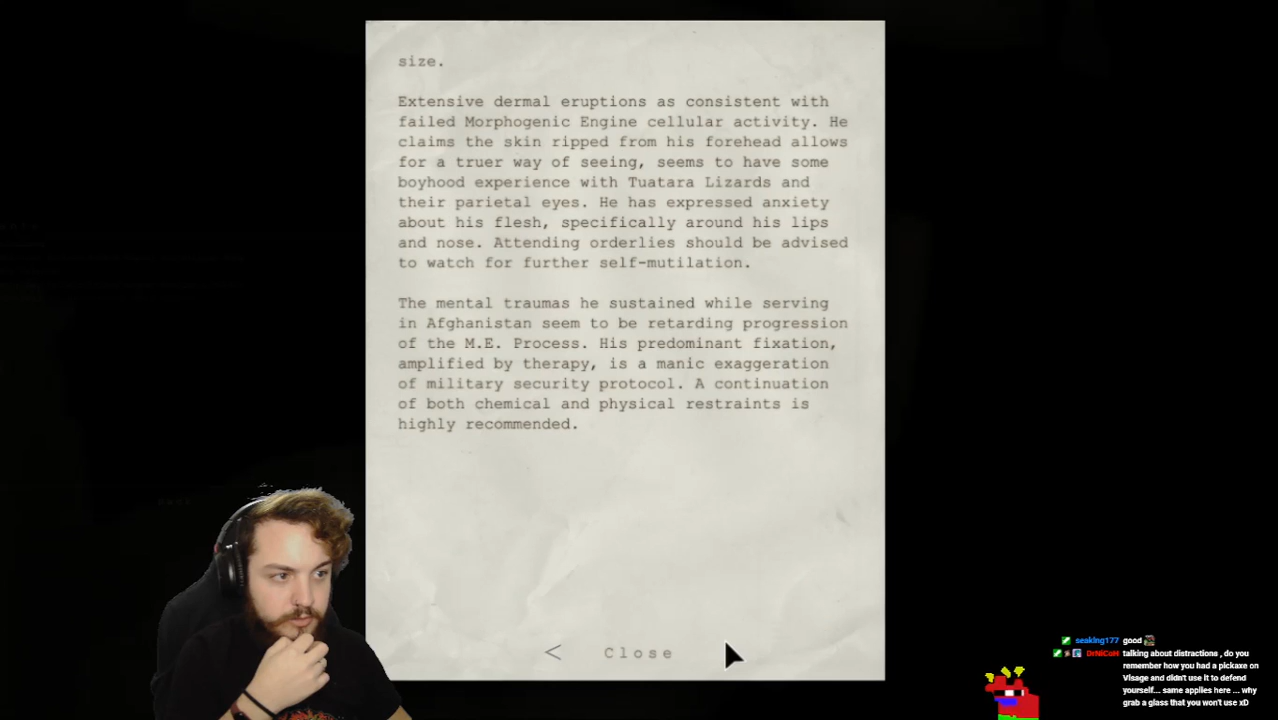 size.
Extensive dermal eruptions as consistent with
failed Morphogenic Engine cellular activity. He
claims the skin ripped from his forehead allows
for a truer way of seeing, seems to have some
boyhood experience with Tuatara Lizards and
their parietal eyes. He has expressed anxiety
about his flesh, specifically around his lips
and nose. Attending orderlies should be advised
to watch for further self-mutilation.
The mental traumas he sustained while serving
in Afghanistan seem to be retarding progression
of the M.E. Process. His predominant fixation,
amplified by therapy, is a manic exaggeration
of military security protocol. A continuation
of both chemical and physical restraints is
highly recommended.
< Close
seaking177 good
DrNiCoM talking about distractions , do you
remember how you had a pickaxe on
Visage and didn't use it to defend
yourself... same applies here ... why
grab a glass that you won't use xD